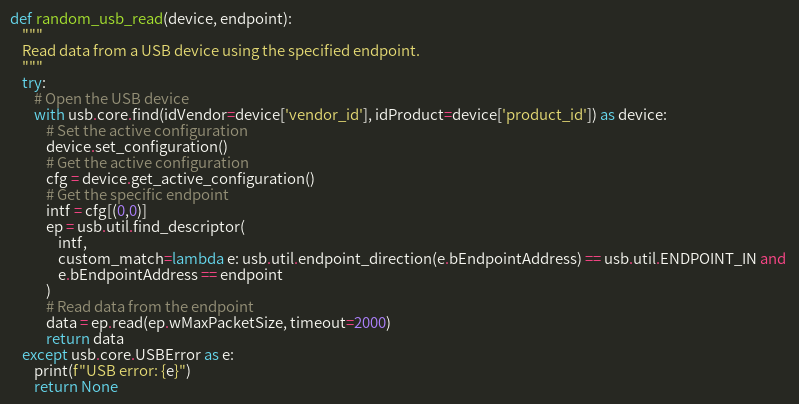 def random_usb_read(device, endpoint):
    """
    Read data from a USB device using the specified endpoint.
    """
    try:
        # Open the USB device
        with usb.core.find(idVendor=device['vendor_id'], idProduct=device['product_id']) as device:
            # Set the active configuration
            device.set_configuration()
            # Get the active configuration
            cfg = device.get_active_configuration()
            # Get the specific endpoint
            intf = cfg[(0,0)]
            ep = usb.util.find_descriptor(
                intf,
                custom_match=lambda e: usb.util.endpoint_direction(e.bEndpointAddress) == usb.util.ENDPOINT_IN and
                e.bEndpointAddress == endpoint
            )
            # Read data from the endpoint
            data = ep.read(ep.wMaxPacketSize, timeout=2000)
            return data
    except usb.core.USBError as e:
        print(f"USB error: {e}")
        return None